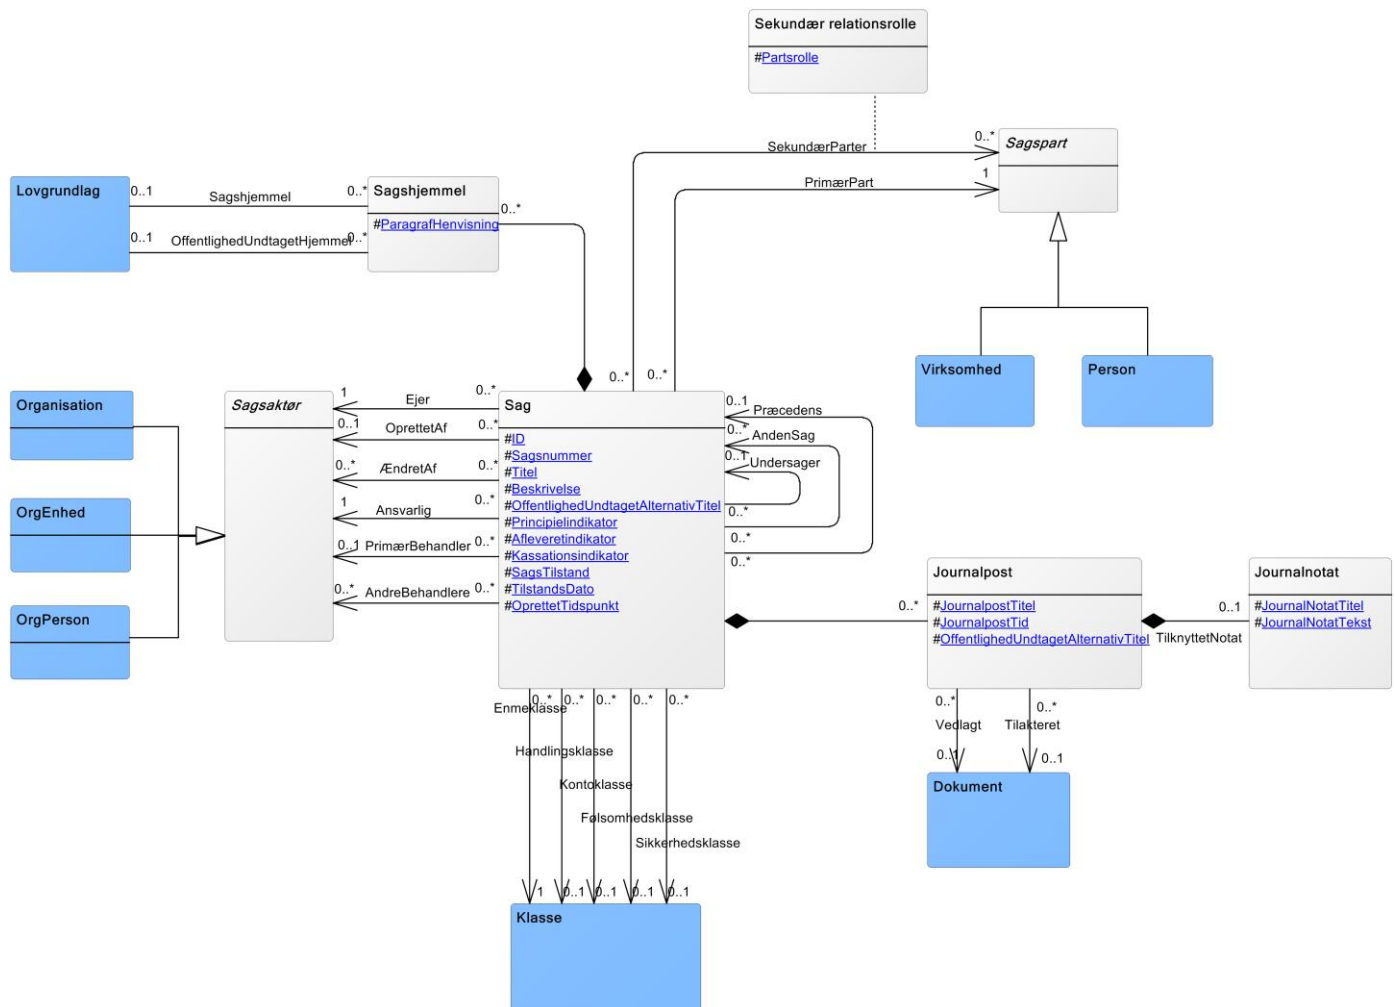 Sekundær relationsrolle
#Partsrolle
SekundærParter
0..*
Sagspart
PrimærPart
1
Lovgrundlag
0..1
Sagshjemmel
0..*
0..1
OffentlighedUndtagetHjemmel
0..*
Sagshjemmel
#ParagrafHenvisning
0..*
0..*
0..*
Virksomhed
Person
Organisation
OrgEnhed
OrgPerson
Sagsaktør
1
Ejer
0..*
0..1
OprettetAf
0..*
0..*
ÆndretAf
0..*
1
Ansvarlig
0..*
0..1
PrimærBehandler
0..*
0..*
AndreBehandlere
0..*
Sag
#ID
#Sagsnummer
#Titel
#Beskrivelse
#OffentlighedUndtagetAlternativTitel
#Principielindikator
#Afleveretindikator
#Kassationsindikator
#SagsTilstand
#TilstandsDato
#OprettetTidspunkt
0..1
Præcedens
0..*
AndenSag
0..1
Undersager
0..*
0..*
0..*
0..*
Journalpost
#JournalpostTitel
#JournalpostTid
#OffentlighedUndtagetAlternativTitel
0..1
TilknyttetNotat
Journalnotat
#JournalNotatTitel
#JournalNotatTekst
0..*
0..*
Vedlagt
Tilakteret
0..1
0..1
Dokument
0..*
0..*
0..*
0..*
0..*
Enmeklasse
Handlingsklasse
Kontoklasse
Følsomhedsklasse
Sikkerhedsklasse
1
0..1
0..1
0..1
0..1
Klasse